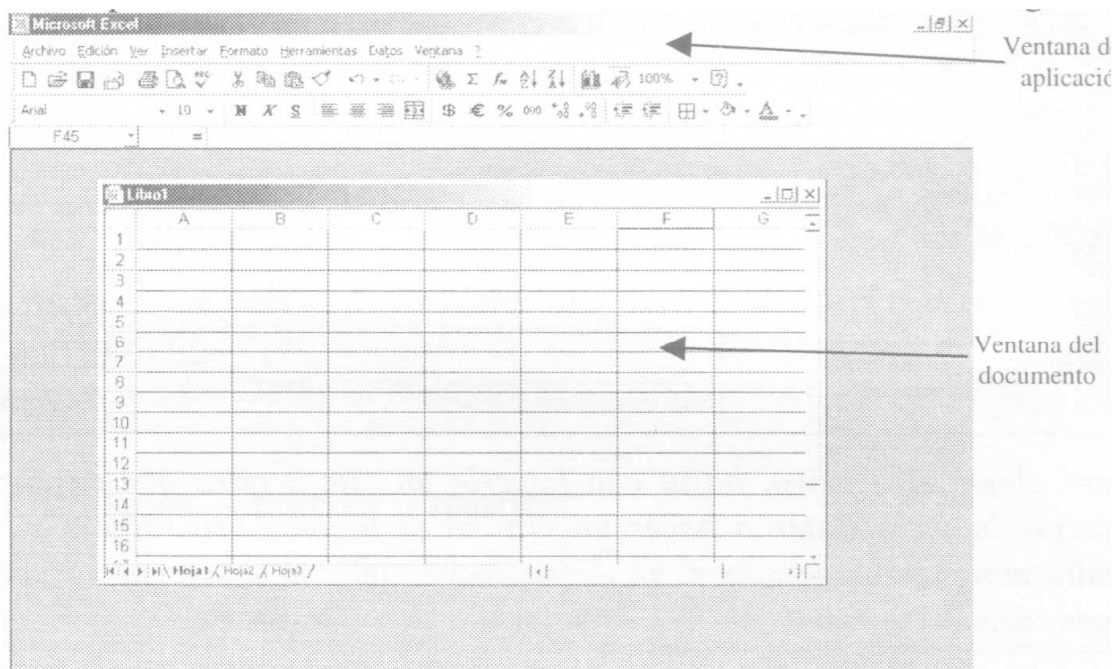 Microsoft Excel
Archivo Edición Ver Insertar Formato Herramientas Datos Ventana ?
100%
Arial 10 N K S $ € % 000
F45 =
Ventana de
aplicació
Libro1
A B C D E F G
1
2
3
4
5
6
7
8
9
10
11
12
13
14
15
16
Hoja1 Hoja2 Hoja3
Ventana del
documento